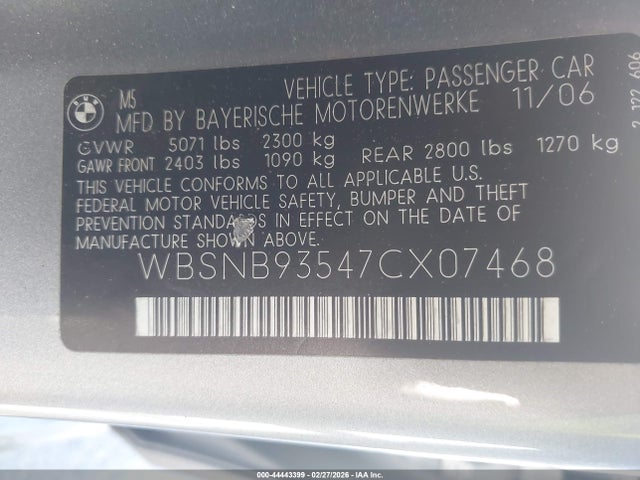 BMW
M5
VEHICLE TYPE: PASSENGER CAR
MFD BY BAYERISCHE MOTORENWERKE 11/06
GVWR 5071 lbs 2300 kg
GAWR FRONT 2403 lbs 1090 kg REAR 2800 lbs 1270 kg
THIS VEHICLE CONFORMS TO ALL APPLICABLE U.S.
FEDERAL MOTOR VEHICLE SAFETY, BUMPER AND THEFT
PREVENTION STANDARDS IN EFFECT ON THE DATE OF
MANUFACTURE SHOWN ABOVE:
WBSNB93547CX07468
000-44443399 - 02/27/2026 - IAAI.COM